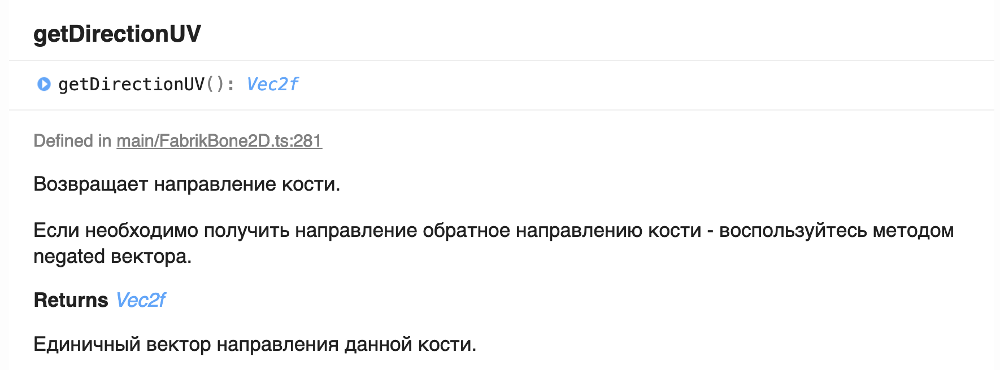 getDirectionUV
getDirectionUV(): Vec2f
Defined in main/FabrikBone2D.ts:281
Возвращает направление кости.
Если необходимо получить направление обратное направлению кости - воспользуйтесь методом
negated вектора.
Returns Vec2f
Единичный вектор направления данной кости.